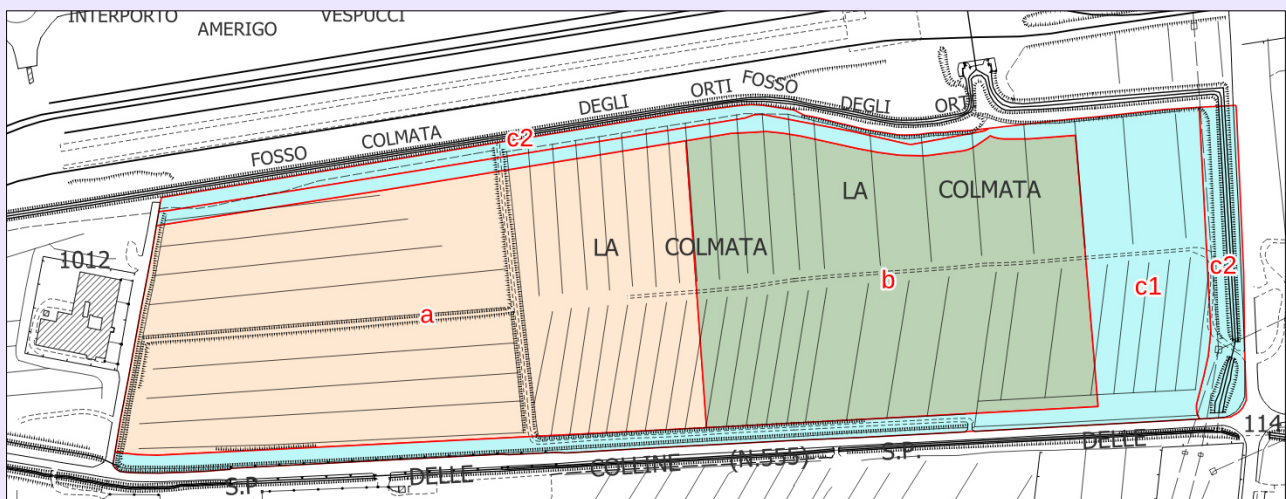 INTERPORTO VESPUCCI
AMERIGO
FOSSO COLMATA DEGLI ORTI FOSSO DEGLI ORTI
c2
LA COLMATA
LA COLMATA
1012
a
b
c1
c2
S.P. DELLE COLLINE (N.555) S.P. DELLE
114